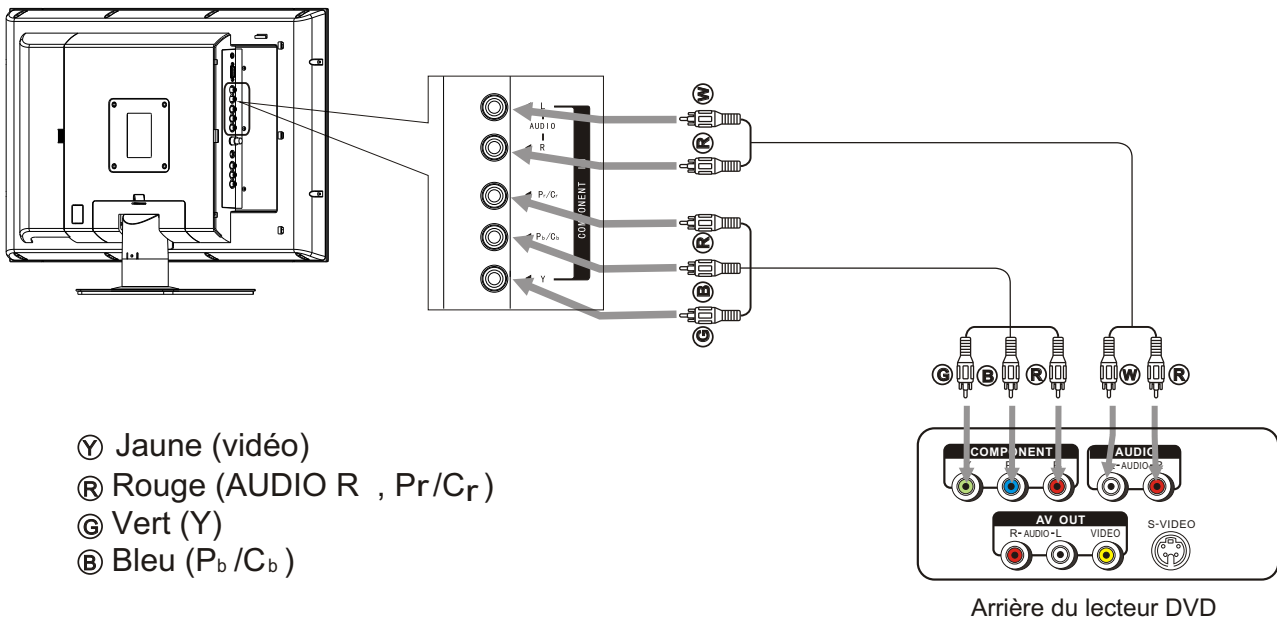 L
AUDIO
R
Pr/Cr
Pb/Cb
Y
COMPONENT
W
R
R
B
G
G B R W R
COMPONENT AUDIO
AUDIO
AV OUT
R-AUDIO-L VIDEO
S-VIDEO
Arrière du lecteur DVD
Y Jaune (vidéo)
R Rouge (AUDIO R , Pr/Cr)
G Vert (Y)
B Bleu (Pb/Cb)